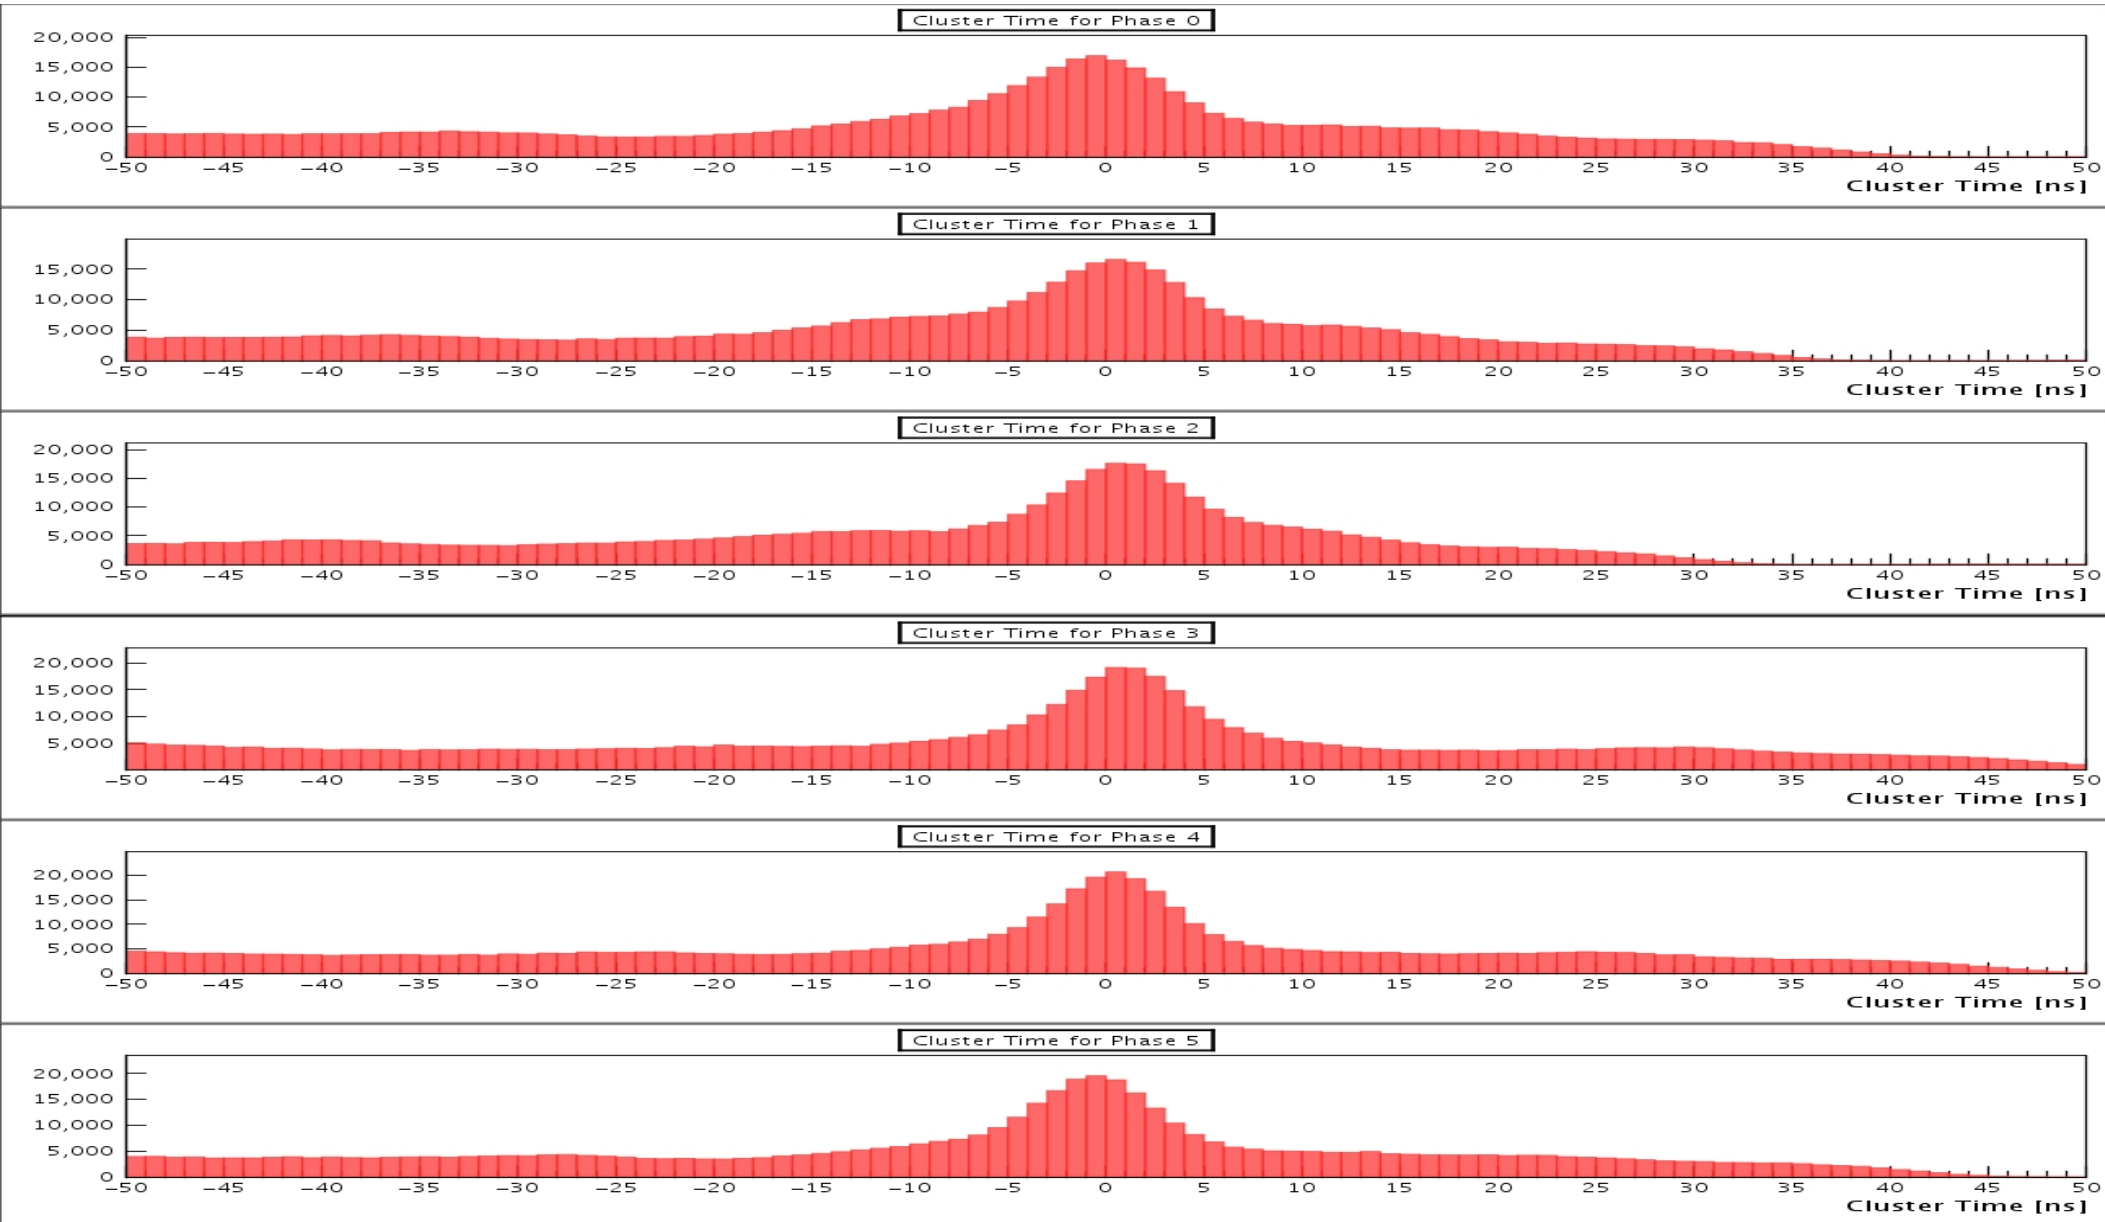 Cluster Time for Phase 0
20,000
15,000
10,000
5,000
0
−50 −45 −40 −35 −30 −25 −20 −15 −10 −5 0 5 10 15 20 25 30 35 40 45 50
Cluster Time [ns]
Cluster Time for Phase 1
15,000
10,000
5,000
0
−50 −45 −40 −35 −30 −25 −20 −15 −10 −5 0 5 10 15 20 25 30 35 40 45 50
Cluster Time [ns]
Cluster Time for Phase 2
20,000
15,000
10,000
5,000
0
−50 −45 −40 −35 −30 −25 −20 −15 −10 −5 0 5 10 15 20 25 30 35 40 45 50
Cluster Time [ns]
Cluster Time for Phase 3
20,000
15,000
10,000
5,000
−50 −45 −40 −35 −30 −25 −20 −15 −10 −5 0 5 10 15 20 25 30 35 40 45 50
Cluster Time [ns]
Cluster Time for Phase 4
20,000
15,000
10,000
5,000
0
−50 −45 −40 −35 −30 −25 −20 −15 −10 −5 0 5 10 15 20 25 30 35 40 45 50
Cluster Time [ns]
Cluster Time for Phase 5
20,000
15,000
10,000
5,000
0
−50 −45 −40 −35 −30 −25 −20 −15 −10 −5 0 5 10 15 20 25 30 35 40 45 50
Cluster Time [ns]